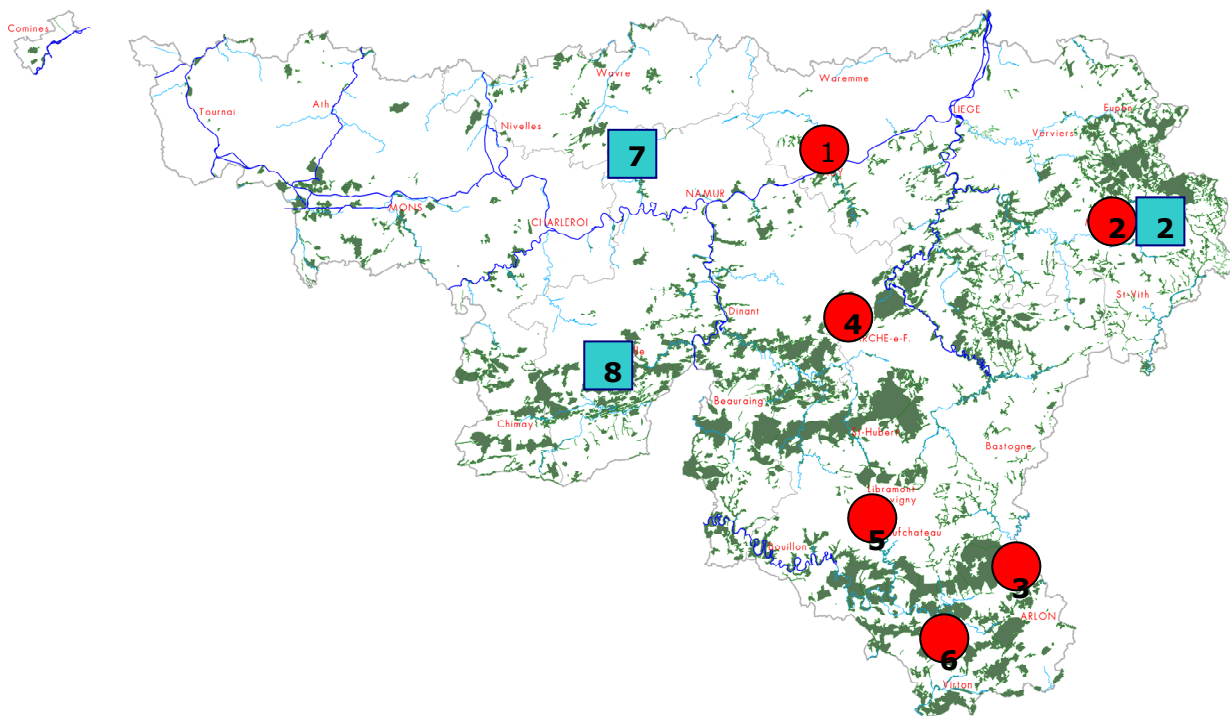 Comines
Tournai
Ath
Nivelles
Wavre
Waremme
LIEGE
Verviers
Eupen
1
7
2
2
MONS
CHARLEROI
NAMUR
St-Vith
Dinant
4
8
Beauraing
Chimay
St-Hubert
Bastogne
Libramont
5
Bouillon
3
ARLON
6
Virton